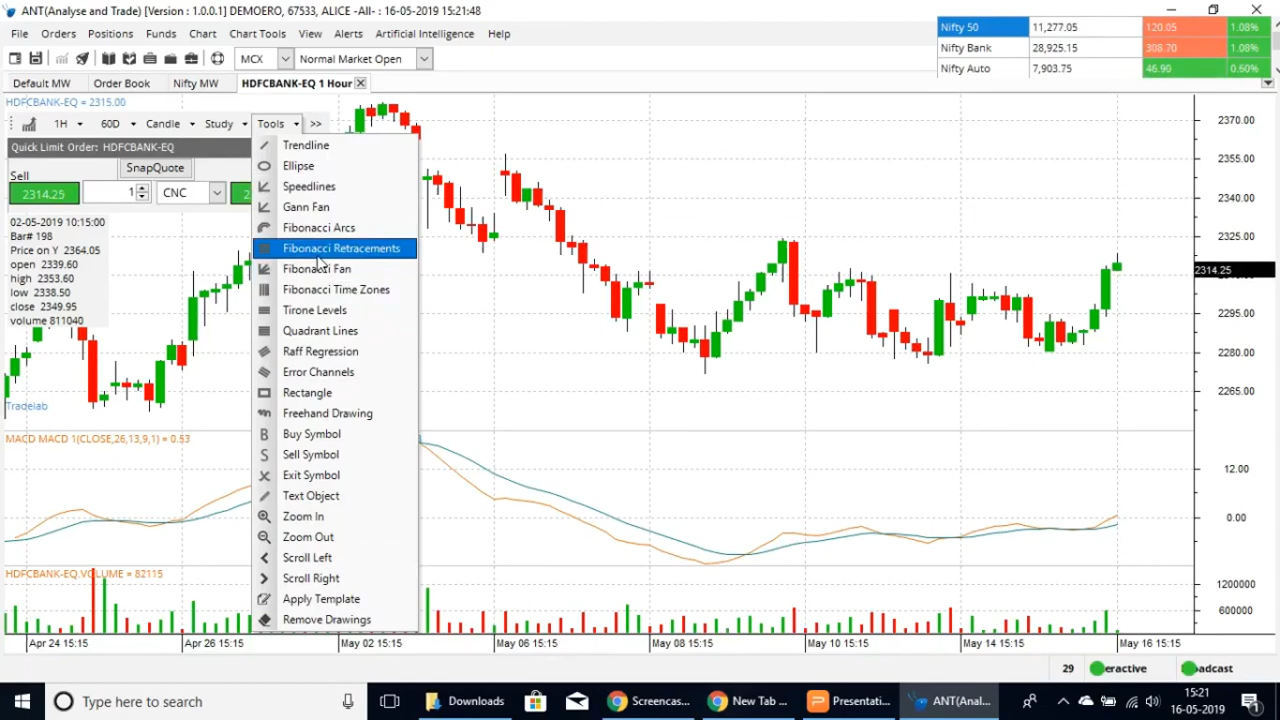 ANT(Analyse and Trade) [Version : 1.0.0.1] DEMOERO, 67533, ALICE -All- : 16-05-2019 15:21:48
File Orders Positions Funds Chart Chart Tools View Alerts Artificial Intelligence Help
Nifty 50 11,277.05 120.05 1.08%
Nifty Bank 28,925.15 308.70 1.08%
Nifty Auto 7,903.75 46.90 0.60%
MCX Normal Market Open
Default MW Order Book Nifty MW HDFCBANK-EQ 1 Hour
HDFCBANK-EQ = 2315.00
1H 60D Candle Study Tools >>
Quick Limit Order: HDFCBANK-EQ
Sell SnapQuote
2314.25 1 CNC 2
02-05-2019 10:15:00
Bar# 198
Price on Y 2364.05
open 2339.60
high 2353.60
low 2338.50
close 2349.95
volume 811040
Tradelab
Trendline
Ellipse
Speedlines
Gann Fan
Fibonacci Arcs
Fibonacci Retracements
Fibonacci Fan
Fibonacci Time Zones
Tirone Levels
Quadrant Lines
Raff Regression
Error Channels
Rectangle
Freehand Drawing
Buy Symbol
Sell Symbol
Exit Symbol
Text Object
Zoom In
Zoom Out
Scroll Left
Scroll Right
Apply Template
Remove Drawings
2370.00
2355.00
2340.00
2325.00
2314.25
2295.00
2280.00
2265.00
MACD MACD 1(CLOSE,26,13,9,1) = 0.53
12.00
0.00
HDFCBANK-EQ.VOLUME = 82115
1200000
600000
Apr 24 15:15 Apr 26 15:15 May 02 15:15 May 06 15:15 May 08 15:15 May 10 15:15 May 14 15:15 May 16 15:15
29 eractive oadcast
Type here to search Downloads Screencas... New Tab ... Presentati... ANT(Anal... 15:21
16-05-2019